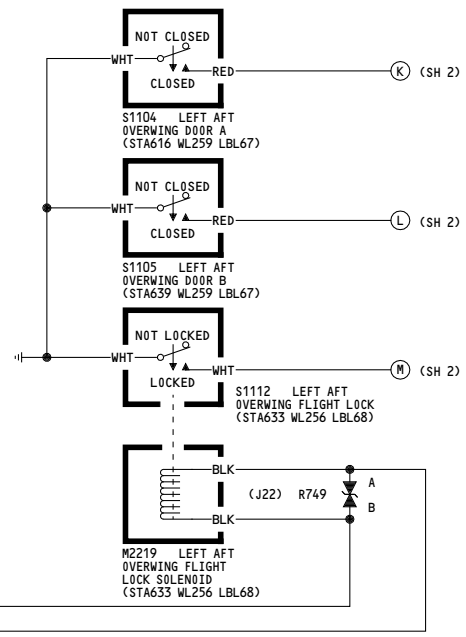 NOT CLOSED
WHT
RED
K (SH 2)
CLOSED
S1104 LEFT AFT
OVERWING DOOR A
(STA616 WL259 LBL67)
NOT CLOSED
WHT
RED
L (SH 2)
CLOSED
S1105 LEFT AFT
OVERWING DOOR B
(STA639 WL259 LBL67)
NOT LOCKED
WHT
WHT
M (SH 2)
LOCKED
S1112 LEFT AFT
OVERWING FLIGHT LOCK
(STA633 WL256 LBL68)
BLK
(J22) R749
A
B
BLK
M2219 LEFT AFT
OVERWING FLIGHT
LOCK SOLENOID
(STA633 WL256 LBL68)